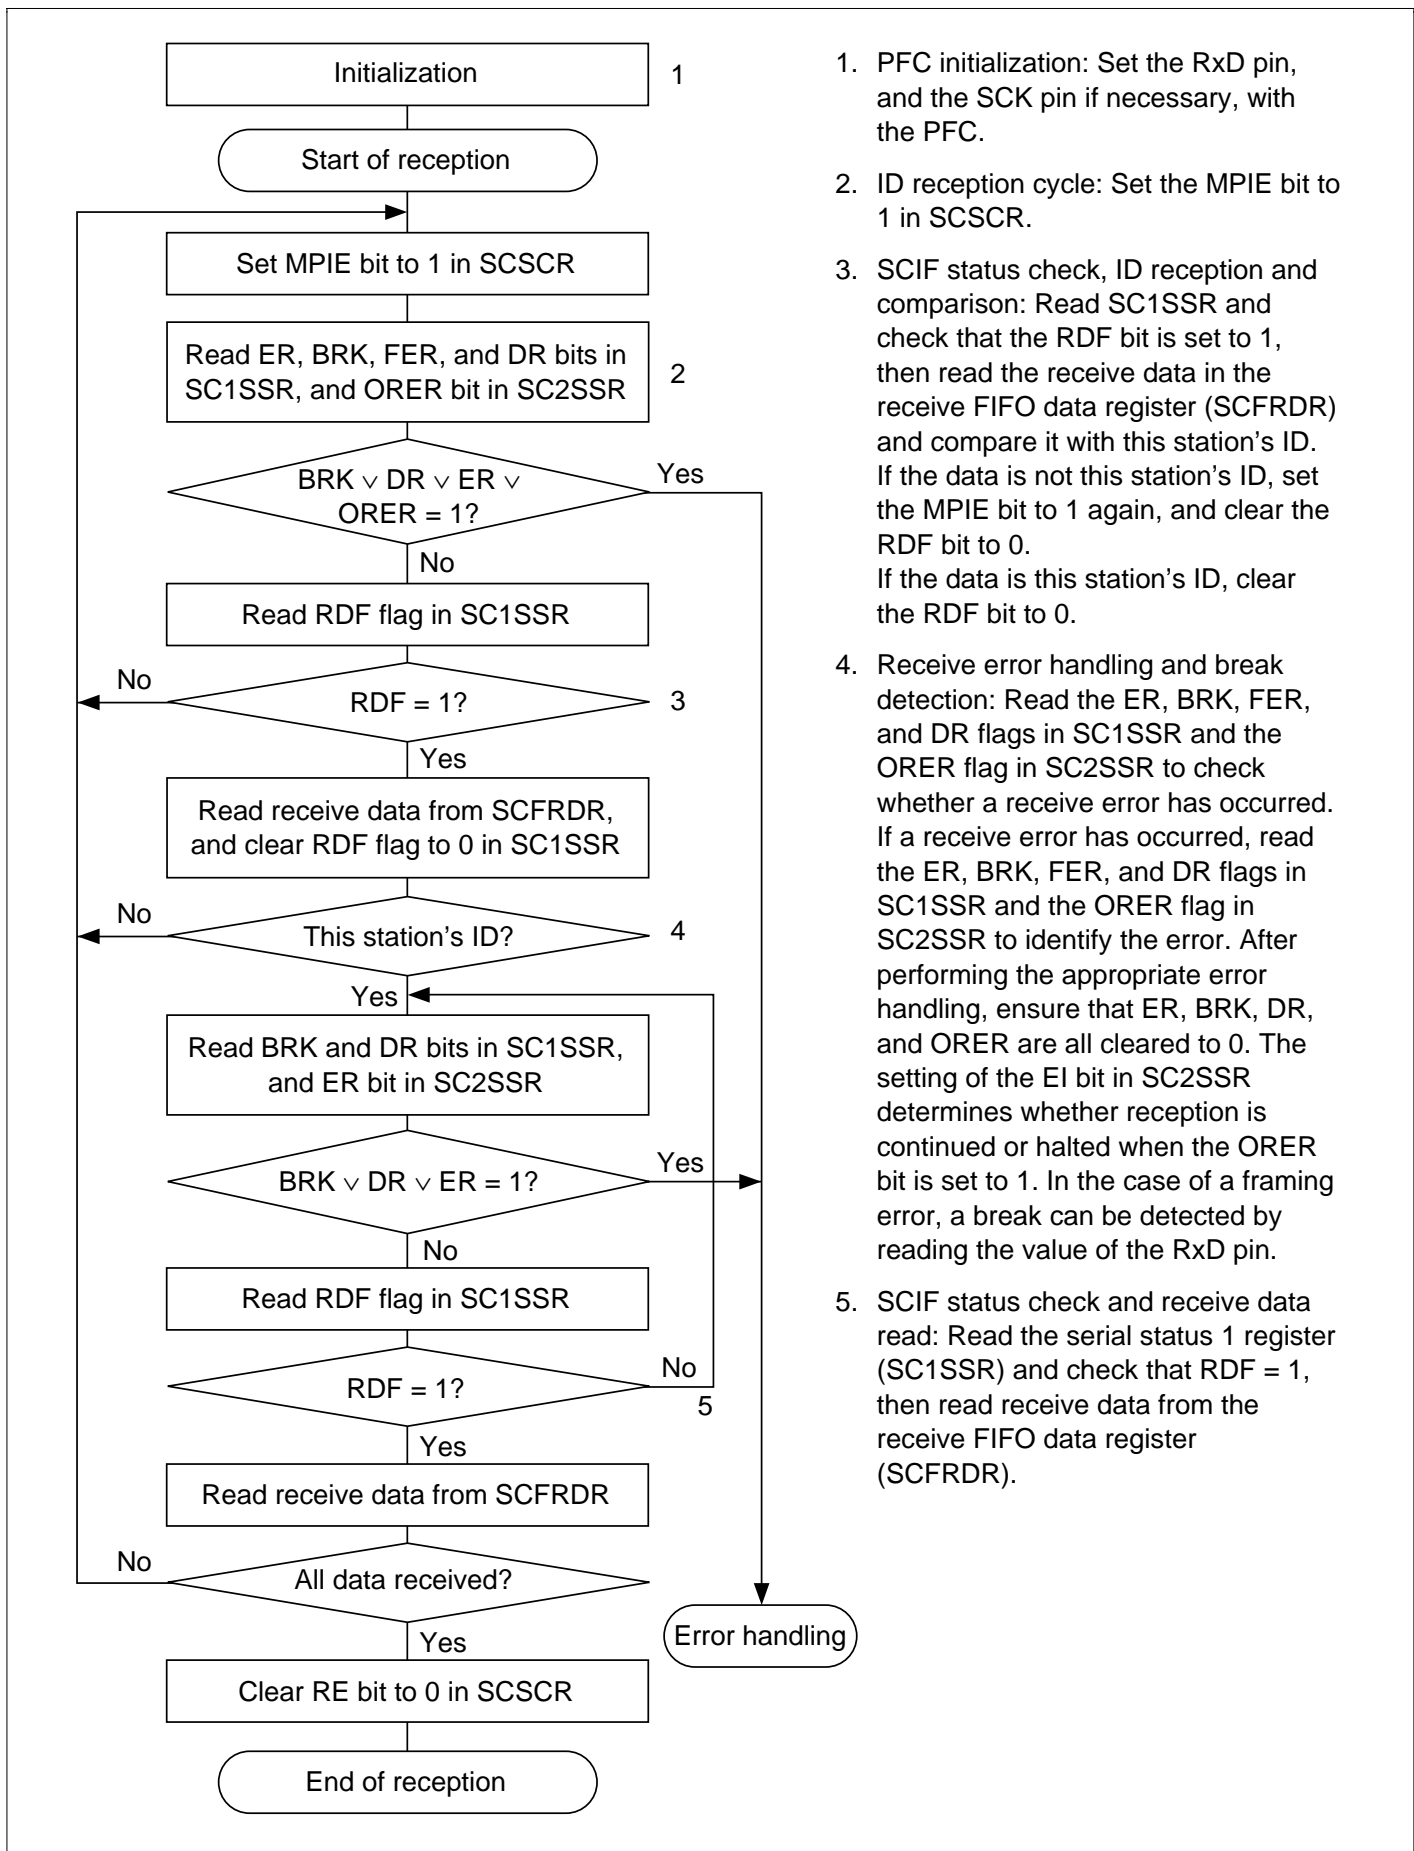 Initialization
1
Start of reception
Set MPIE bit to 1 in SCSCR
Read ER, BRK, FER, and DR bits in
SC1SSR, and ORER bit in SC2SSR
2
BRK ∨ DR ∨ ER ∨
ORER = 1?
Yes
No
Read RDF flag in SC1SSR
No
RDF = 1?
3
Yes
Read receive data from SCFRDR,
and clear RDF flag to 0 in SC1SSR
No
This station's ID?
4
Yes
Read BRK and DR bits in SC1SSR,
and ER bit in SC2SSR
BRK ∨ DR ∨ ER = 1?
Yes
No
Read RDF flag in SC1SSR
RDF = 1?
No
5
Yes
Read receive data from SCFRDR
No
All data received?
Yes
Error handling
Clear RE bit to 0 in SCSCR
End of reception
1. PFC initialization: Set the RxD pin,
and the SCK pin if necessary, with
the PFC.
2. ID reception cycle: Set the MPIE bit to
1 in SCSCR.
3. SCIF status check, ID reception and
comparison: Read SC1SSR and
check that the RDF bit is set to 1,
then read the receive data in the
receive FIFO data register (SCFRDR)
and compare it with this station's ID.
If the data is not this station's ID, set
the MPIE bit to 1 again, and clear the
RDF bit to 0.
If the data is this station's ID, clear
the RDF bit to 0.
4. Receive error handling and break
detection: Read the ER, BRK, FER,
and DR flags in SC1SSR and the
ORER flag in SC2SSR to check
whether a receive error has occurred.
If a receive error has occurred, read
the ER, BRK, FER, and DR flags in
SC1SSR and the ORER flag in
SC2SSR to identify the error. After
performing the appropriate error
handling, ensure that ER, BRK, DR,
and ORER are all cleared to 0. The
setting of the EI bit in SC2SSR
determines whether reception is
continued or halted when the ORER
bit is set to 1. In the case of a framing
error, a break can be detected by
reading the value of the RxD pin.
5. SCIF status check and receive data
read: Read the serial status 1 register
(SC1SSR) and check that RDF = 1,
then read receive data from the
receive FIFO data register
(SCFRDR).